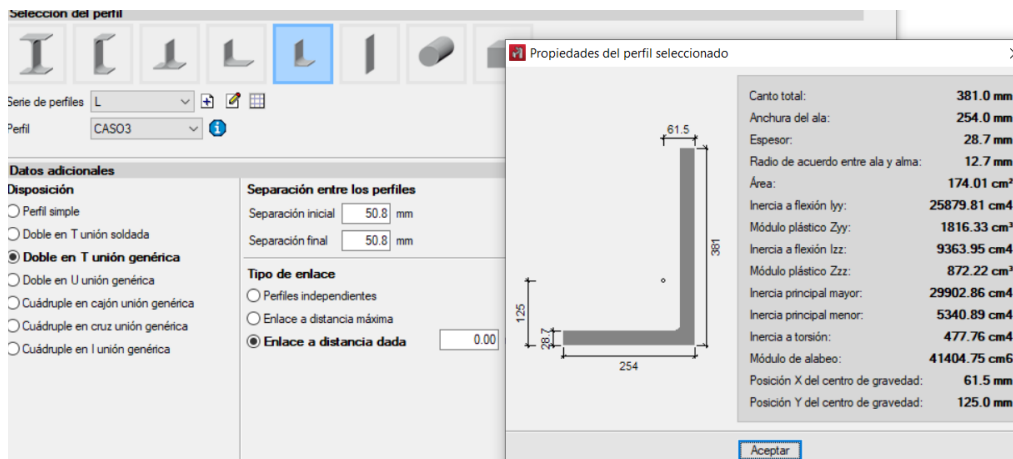 Selección del perfil
Serie de perfiles L
Perfil CASO3
Datos adicionales
Disposición
Perfil simple
Doble en T unión soldada
Doble en T unión genérica
Doble en U unión genérica
Cuádruple en cajón unión genérica
Cuádruple en cruz unión genérica
Cuádruple en I unión genérica
Separación entre los perfiles
Separación inicial 50.8 mm
Separación final 50.8 mm
Tipo de enlace
Perfiles independientes
Enlace a distancia máxima
Enlace a distancia dada 0.00
Propiedades del perfil seleccionado
61.5
381
125
28.7
254
Canto total: 381.0 mm
Anchura del ala: 254.0 mm
Espesor: 28.7 mm
Radio de acuerdo entre ala y alma: 12.7 mm
Área: 174.01 cm²
Inercia a flexión Iyy: 25879.81 cm4
Módulo plástico Zyy: 1816.33 cm³
Inercia a flexión Izz: 9363.95 cm4
Módulo plástico Zzz: 872.22 cm³
Inercia principal mayor: 29902.86 cm4
Inercia principal menor: 5340.89 cm4
Inercia a torsión: 477.76 cm4
Módulo de alabeo: 41404.75 cm6
Posición X del centro de gravedad: 61.5 mm
Posición Y del centro de gravedad: 125.0 mm
Aceptar